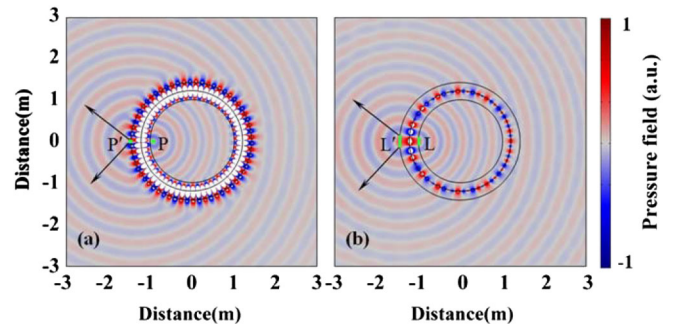 3
2
1
0
-1
-2
-3
Distance(m)
P'
P
(a)
-3 -2 -1 0 1 2 3
Distance(m)
L'
L
(b)
-3 -2 -1 0 1 2 3
Distance(m)
1
-1
Pressure field (a.u.)